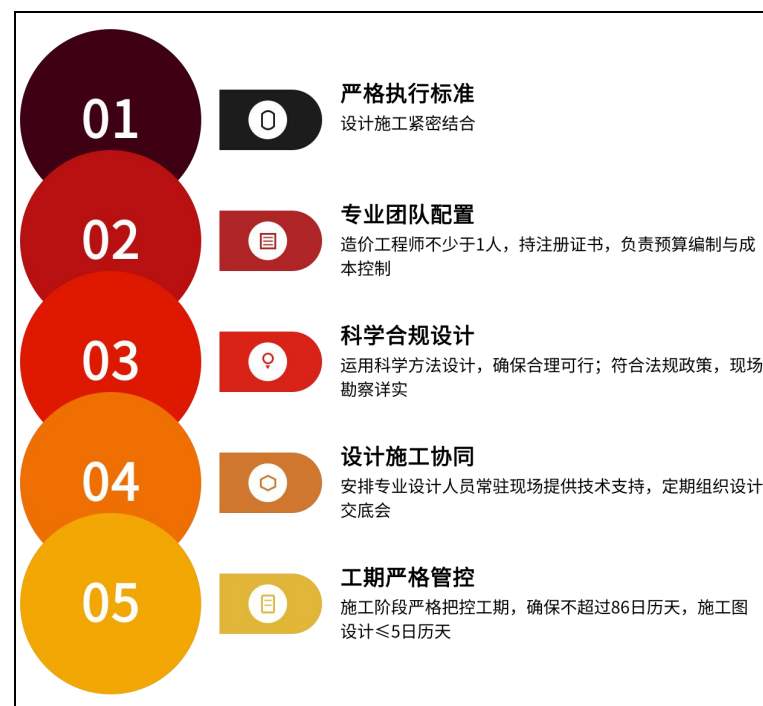 01
严格执行标准
设计施工紧密结合
02
专业团队配置
造价工程师不少于1人，持注册证书，负责预算编制与成
本控制
03
科学合规设计
运用科学方法设计，确保合理可行；符合法规政策，现场
勘察详实
04
设计施工协同
安排专业设计人员常驻现场提供技术支持，定期组织设计
交底会
05
工期严格管控
施工阶段严格把控工期，确保不超过86日历天，施工图
设计≤5日历天